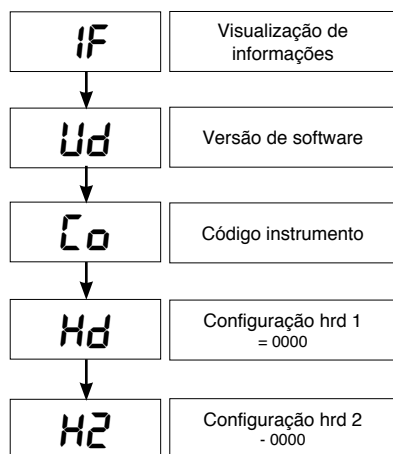 IF
Visualização de
informações
Ud
Versão de software
Co
Código instrumento
Hd
Configuração hrd 1
= 0000
H2
Configuração hrd 2
- 0000